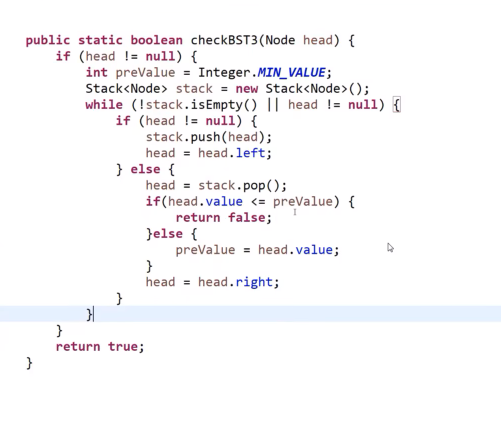 public static boolean checkBST3(Node head) {
    if (head != null) {
        int preValue = Integer.MIN_VALUE;
        Stack<Node> stack = new Stack<Node>();
        while (!stack.isEmpty() || head != null) {
            if (head != null) {
                stack.push(head);
                head = head.left;
            } else {
                head = stack.pop();
                if(head.value <= preValue) {
                    return false;
                }else {
                    preValue = head.value;
                }
                head = head.right;
            }
        }
    }
    return true;
}